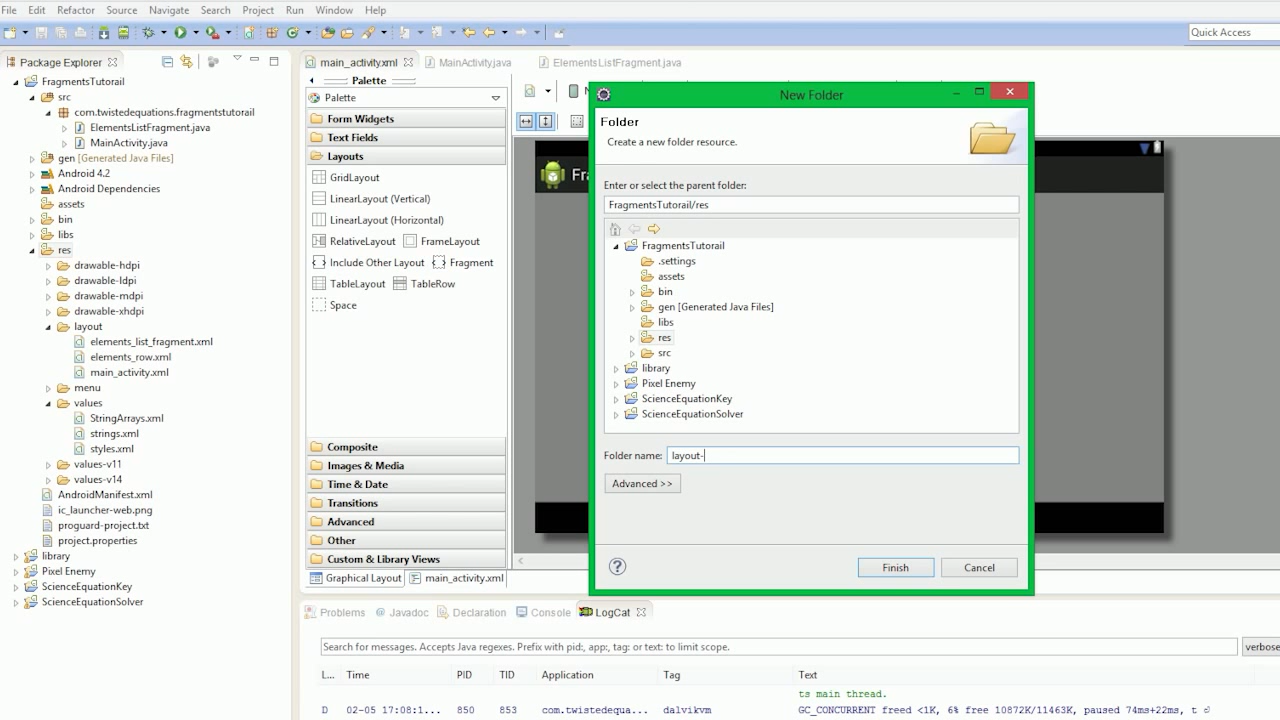 File Edit Refactor Source Navigate Search Project Run Window Help
Quick Access
Package Explorer
FragmentsTutorail
src
com.twistedequations.fragmentstutorail
ElementsListFragment.java
MainActivity.java
gen [Generated Java Files]
Android 4.2
Android Dependencies
assets
bin
libs
res
drawable-hdpi
drawable-ldpi
drawable-mdpi
drawable-xhdpi
layout
elements_list_fragment.xml
elements_row.xml
main_activity.xml
menu
values
StringArrays.xml
strings.xml
styles.xml
values-v11
values-v14
AndroidManifest.xml
ic_launcher-web.png
proguard-project.txt
project.properties
library
Pixel Enemy
ScienceEquationKey
ScienceEquationSolver
main_activity.xml MainActivity.java ElementsListFragment.java
Palette
Palette
Form Widgets
Text Fields
Layouts
GridLayout
LinearLayout (Vertical)
LinearLayout (Horizontal)
RelativeLayout FrameLayout
Include Other Layout Fragment
TableLayout TableRow
Space
Composite
Images & Media
Time & Date
Transitions
Advanced
Other
Custom & Library Views
Graphical Layout main_activity.xml
New Folder
Folder
Create a new folder resource.
Enter or select the parent folder:
FragmentsTutorail/res
FragmentsTutorail
.settings
assets
bin
gen [Generated Java Files]
libs
res
src
library
Pixel Enemy
ScienceEquationKey
ScienceEquationSolver
Folder name: layout-
Advanced >>
Finish Cancel
Problems Javadoc Declaration Console LogCat
Search for messages. Accepts Java regexes. Prefix with pid:, app:, tag: or text: to limit scope.
verbose
L... Time PID TID Application Tag Text
ts main thread.
D 02-05 17:08:1... 850 853 com.twistedequa... dalvikvm GC_CONCURRENT freed <1K, 6% free 10872K/11463K, paused 74ms+22ms, t